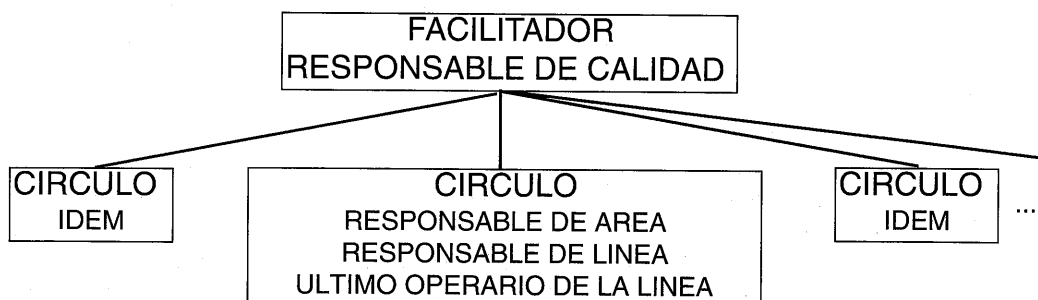 FACILITADOR
RESPONSABLE DE CALIDAD
CIRCULO
IDEM
CIRCULO
RESPONSABLE DE AREA
RESPONSABLE DE LINEA
ULTIMO OPERARIO DE LA LINEA
CIRCULO
IDEM
...